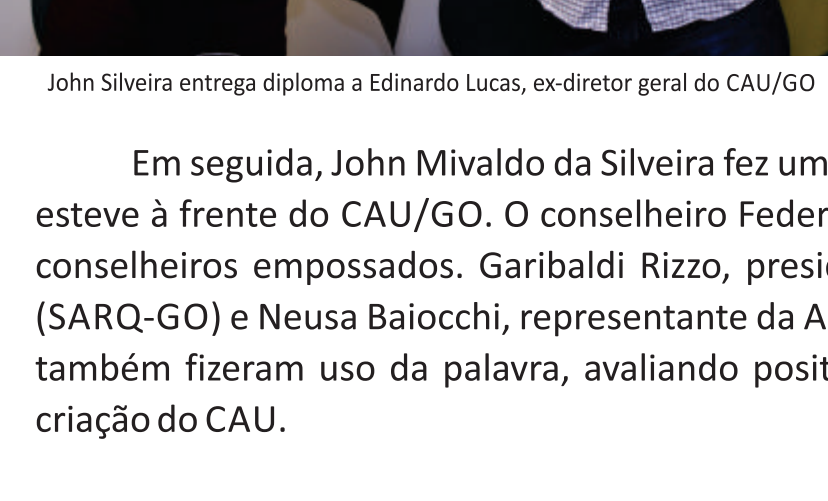 John Silveira entrega diploma a Edinardo Lucas, ex-diretor geral do CAU/GO
Em seguida, John Mivaldo da Silveira fez um
esteve à frente do CAU/GO. O conselheiro Feder
conselheiros empossados. Garibaldi Rizzo, presi
(SARQ-GO) e Neusa Baiocchi, representante da A
também fizeram uso da palavra, avaliando posit
criação do CAU.